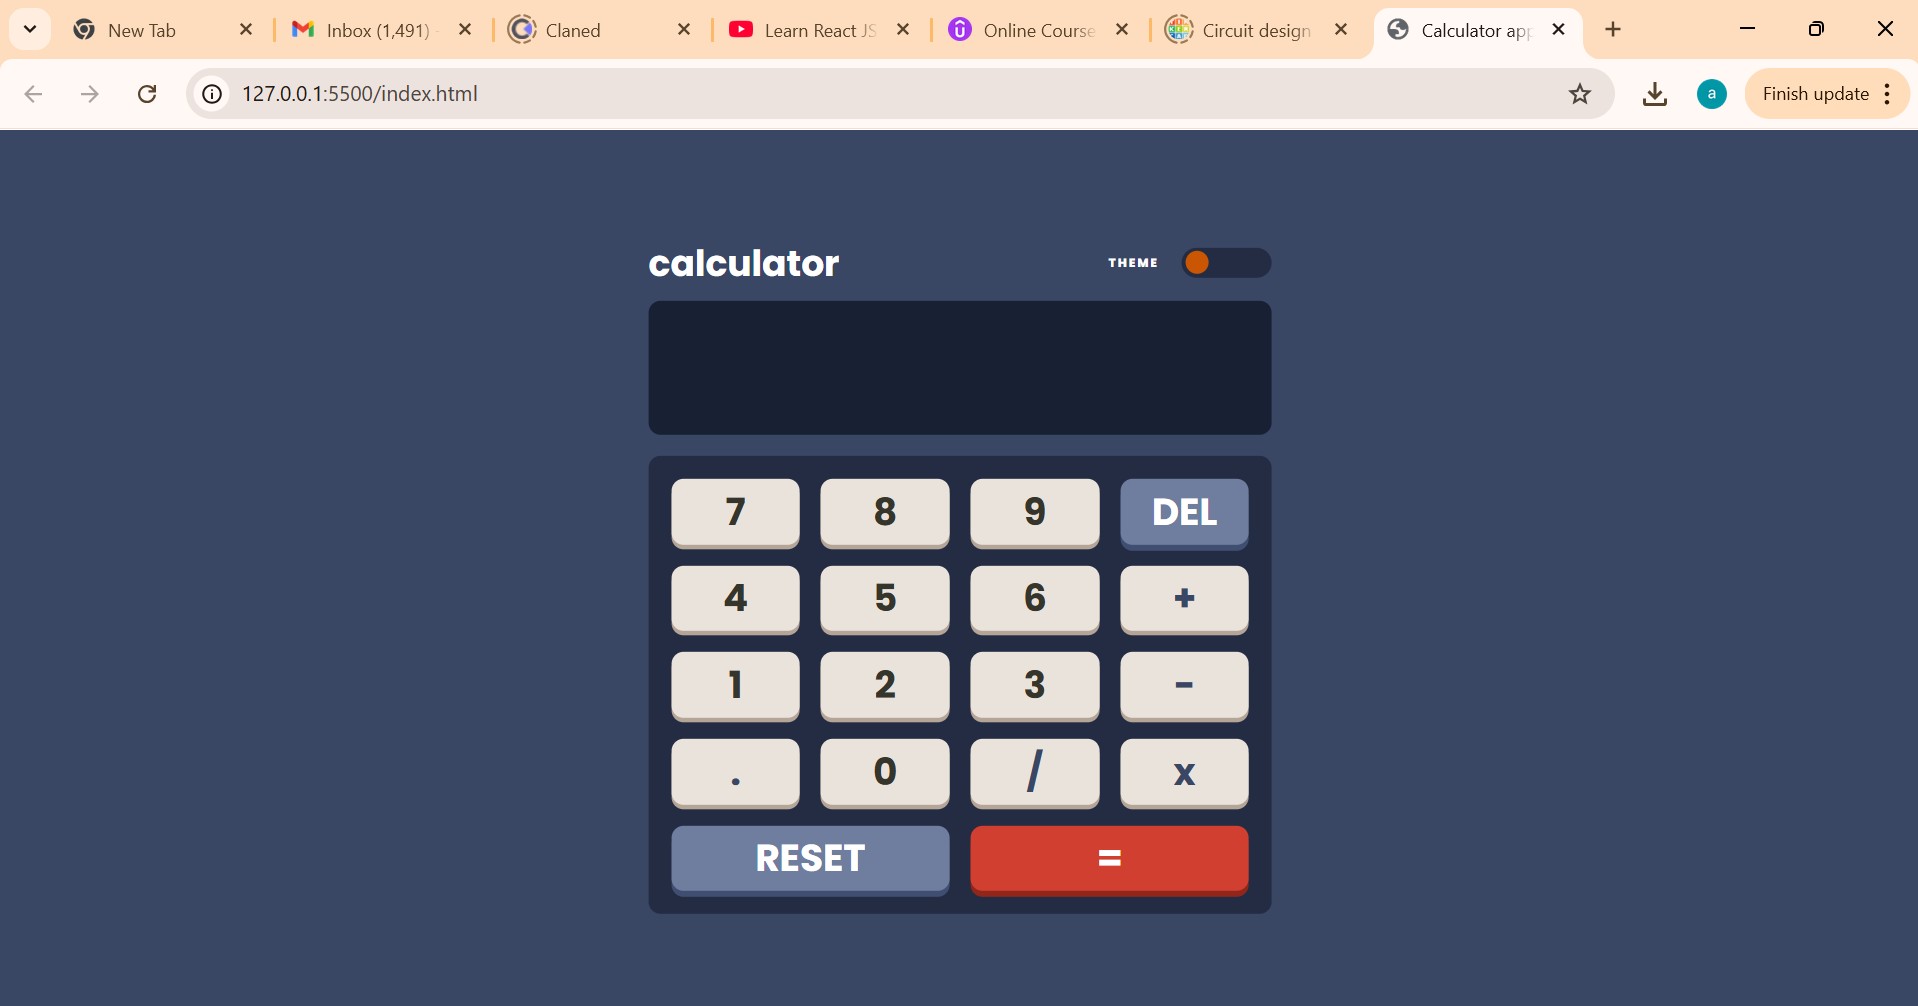 New Tab
Inbox (1,491) -
Claned
Learn React JS
Online Course
Circuit design
Calculator app
127.0.0.1:5500/index.html
a
Finish update
calculator
THEME
7 8 9 DEL
4 5 6 +
1 2 3 -
. 0 / x
RESET =